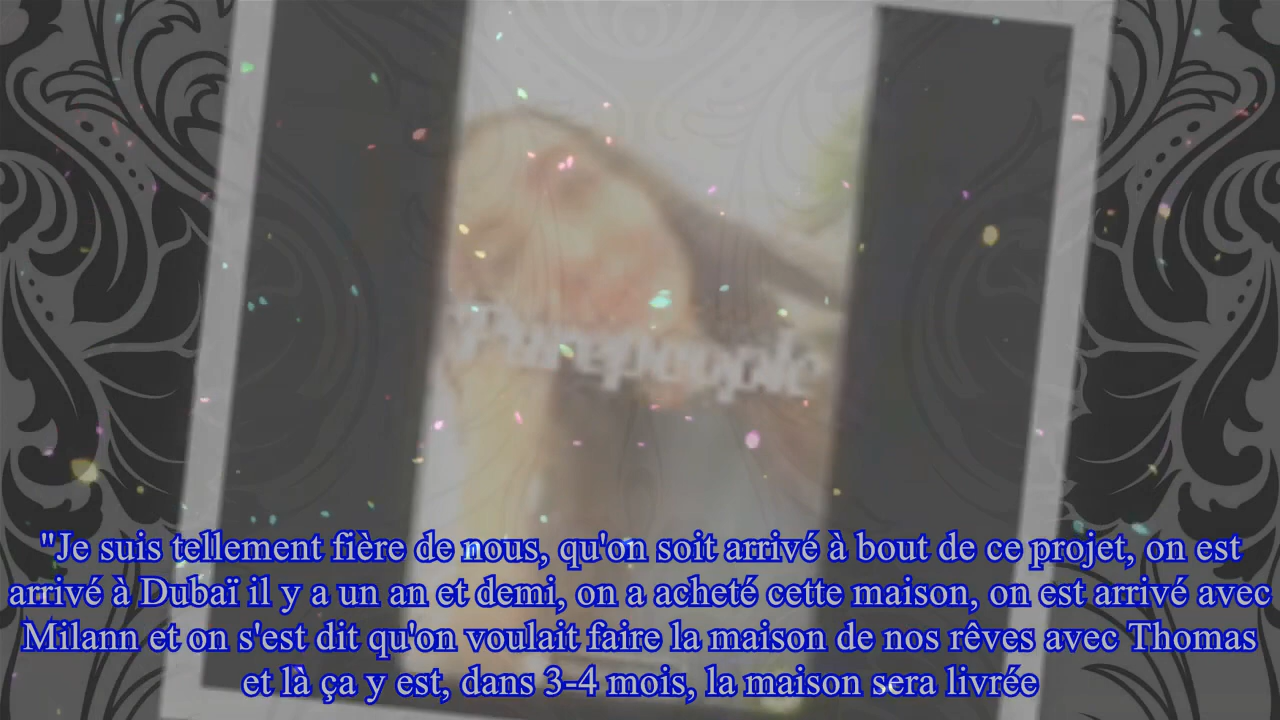 Purepeople
"Je suis tellement fière de nous, qu'on soit arrivé à bout de ce projet, on est
arrivé à Dubaï il y a un an et demi, on a acheté cette maison, on est arrivé avec
Milann et on s'est dit qu'on voulait faire la maison de nos rêves avec Thomas
et là ça y est, dans 3-4 mois, la maison sera livrée